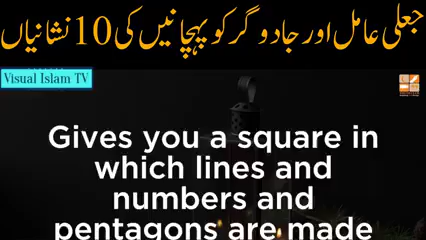 جعلی عامل اور جادوگر کو پہچانیں کی 10 نشانیاں
Visual Islam TV
Gives you a square in
which lines and
numbers and
pentagons are made